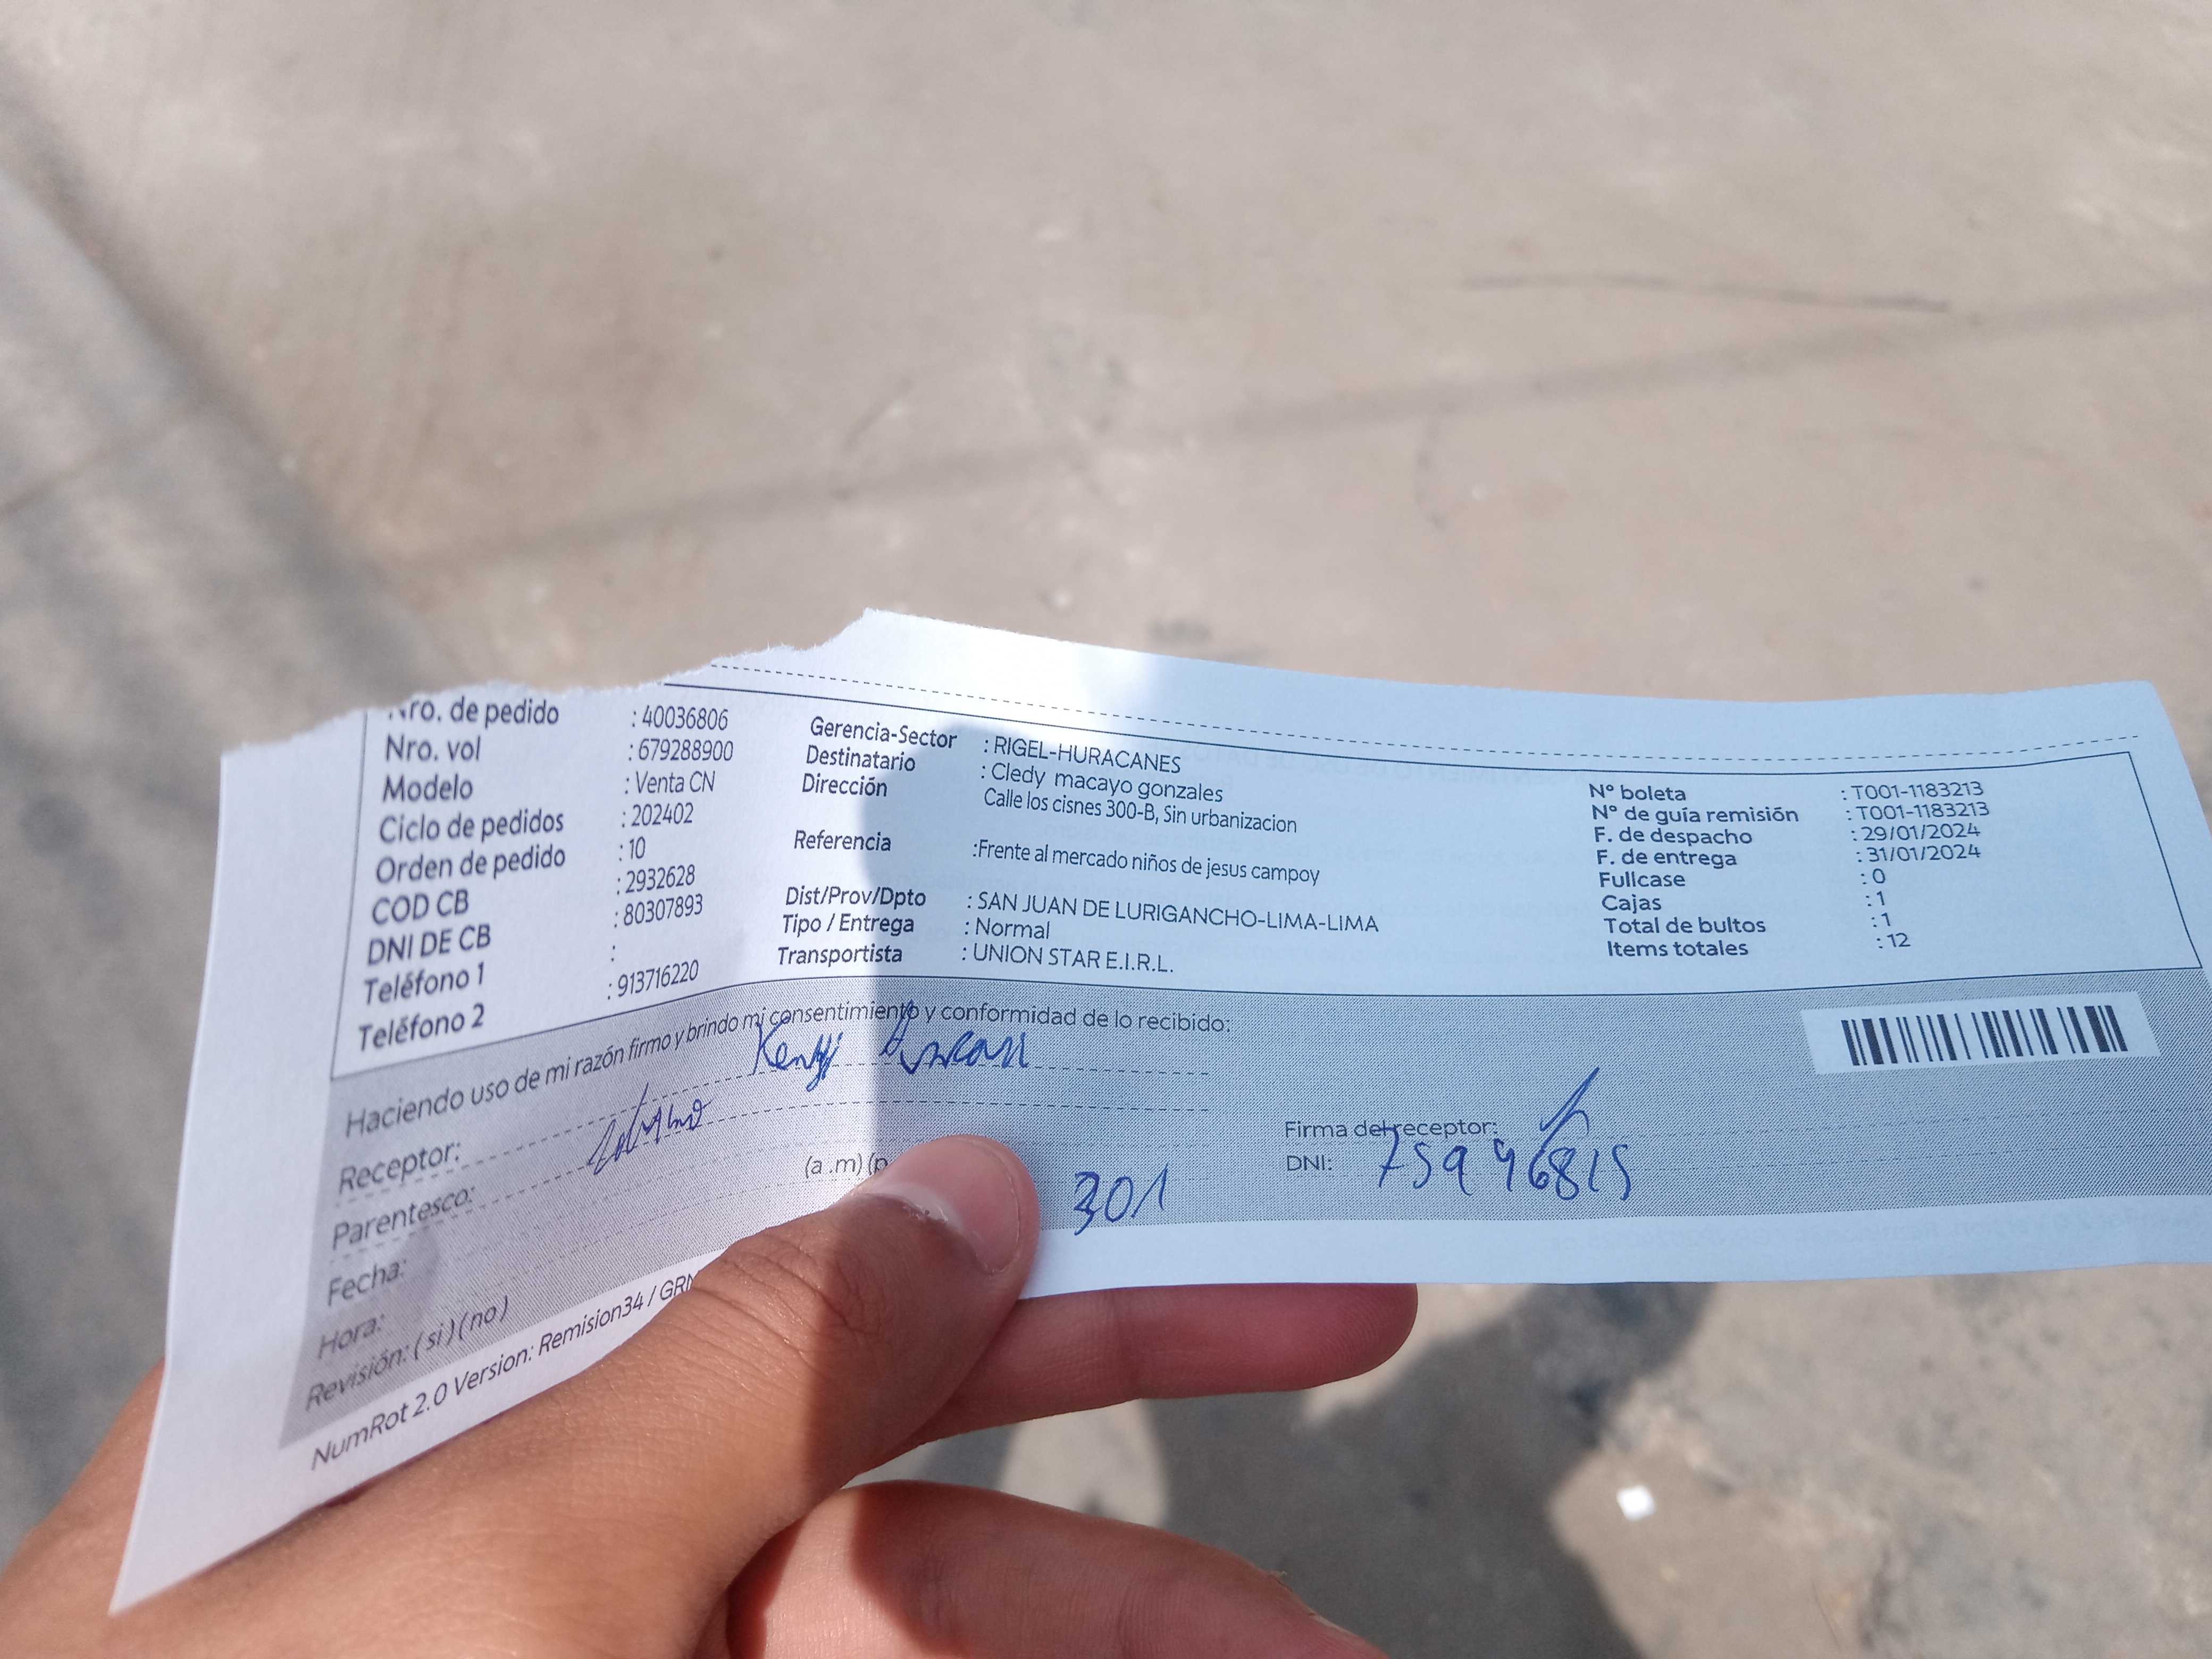 Nro. de pedido : 40036806
Nro. vol : 679288900
Modelo : Venta CN
Ciclo de pedidos : 202402
Orden de pedido : 10
COD CB : 2932628
DNI DE CB : 80307893
Teléfono 1 :
Teléfono 2 : 913716220
Gerencia-Sector : RIGEL-HURACANES
Destinatario : Cledy macayo gonzales
Dirección Calle los cisnes 300-B, Sin urbanizacion
Referencia :Frente al mercado niños de jesus campoy
Dist/Prov/Dpto : SAN JUAN DE LURIGANCHO-LIMA-LIMA
Tipo / Entrega : Normal
Transportista : UNION STAR E.I.R.L.
N° boleta : T001-1183213
N° de guía remisión : T001-1183213
F. de despacho : 29/01/2024
F. de entrega : 31/01/2024
Fullcase : 0
Cajas : 1
Total de bultos : 1
Items totales : 12
Haciendo uso de mi razón firmo y brindo mi consentimiento y conformidad de lo recibido:
Receptor: Kenyi
Parentesco:
Fecha:
Hora: (a.m) (p
Revisión: ( si ) ( no )
301
Firma del receptor:
DNI: 75946815
NumRot 2.0 Version: Remision34 / GRN